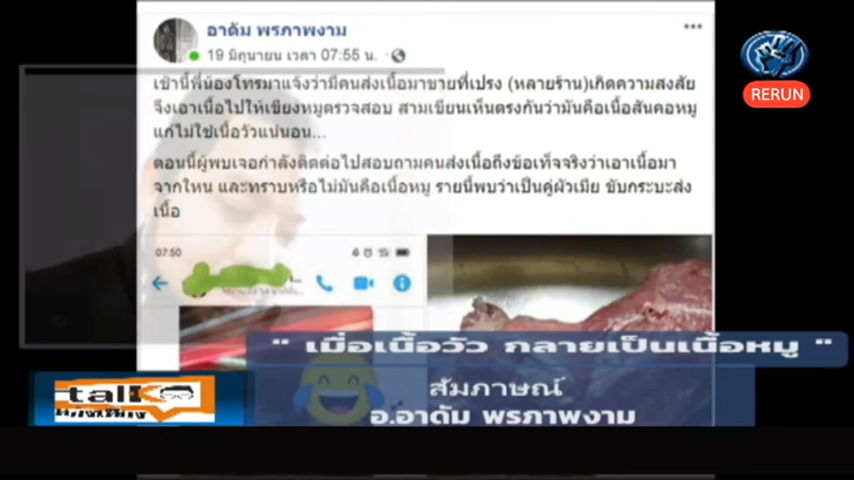 อาดัม พรภาพงาม
19 มิถุนายน เวลา 07:55 น.
RERUN
เช้านี้พี่น้องโทรมาแจ้งว่ามีคนส่งเนื้อมาขายที่เปรง (หลายร้าน)เกิดความสงสัย
จึงเอาเนื้อไปให้เขียงหมูตรวจสอบ สามเขียนเห็นตรงกันว่ามันคือเนื้อสันคอหมู
แก่ไม่ใช่เนื้อวัวแน่นอน...
ตอนนี้ผู้พบเจอกำลังติดต่อไปสอบถามคนส่งเนื้อถึงข้อเท็จจริงว่าเอาเนื้อมา
จากใหน และทราบหรือไม่มันคือเนื้อหมู รายนี้พบว่าเป็นคู่ผัวเมีย ขับกระบะส่ง
เนื้อ
07:50
" เมื่อเนื้อวัว กลายเป็นเนื้อหมู "
talk
สัมภาษณ์
อ.อาดัม พรภาพงาม